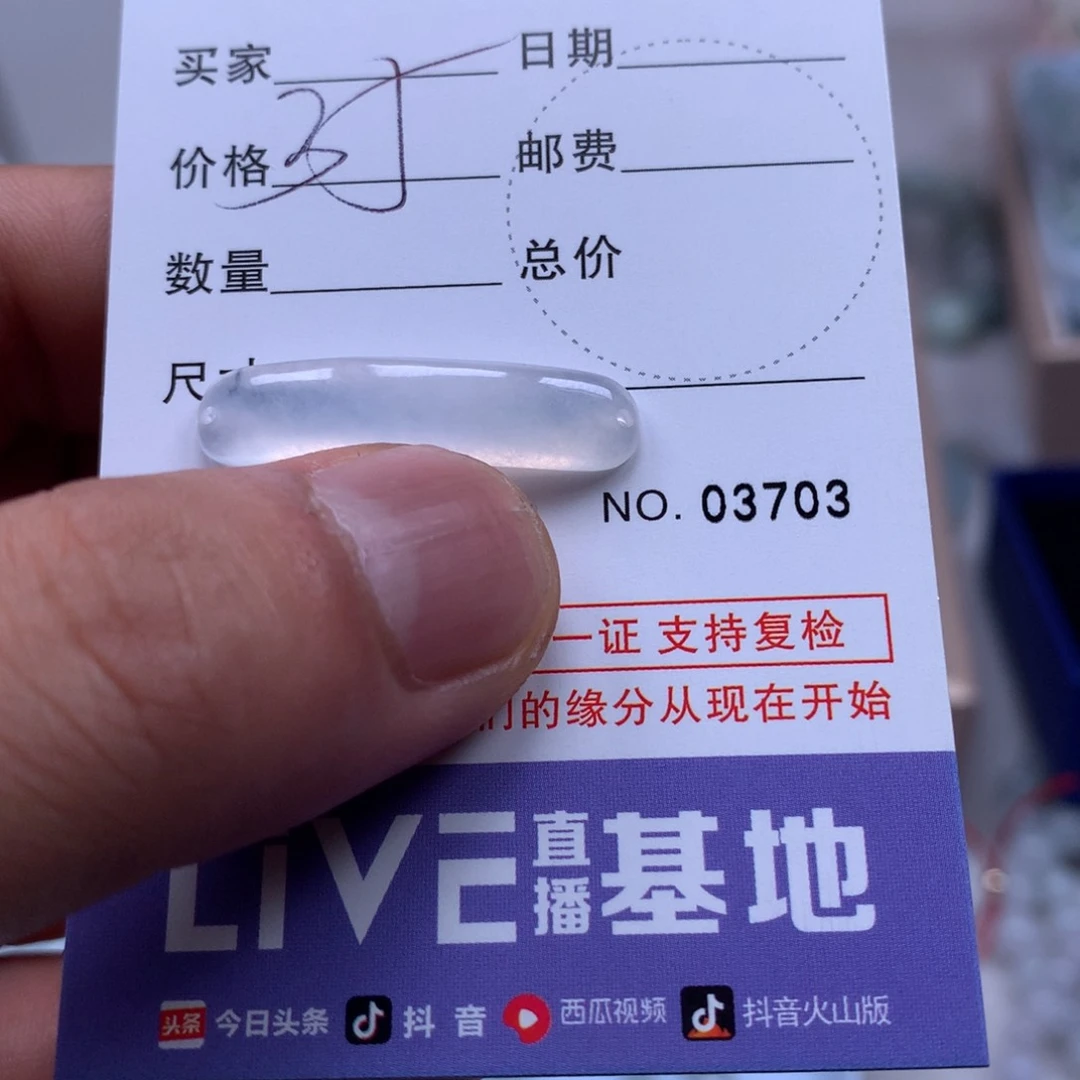 买家 日期
价格 邮费
数量 总价
尺
NO. 03703
一证 支持复检
们的缘分从现在开始
LIVE 直播 基地
头条 今日头条 抖音 西瓜视频 抖音火山版